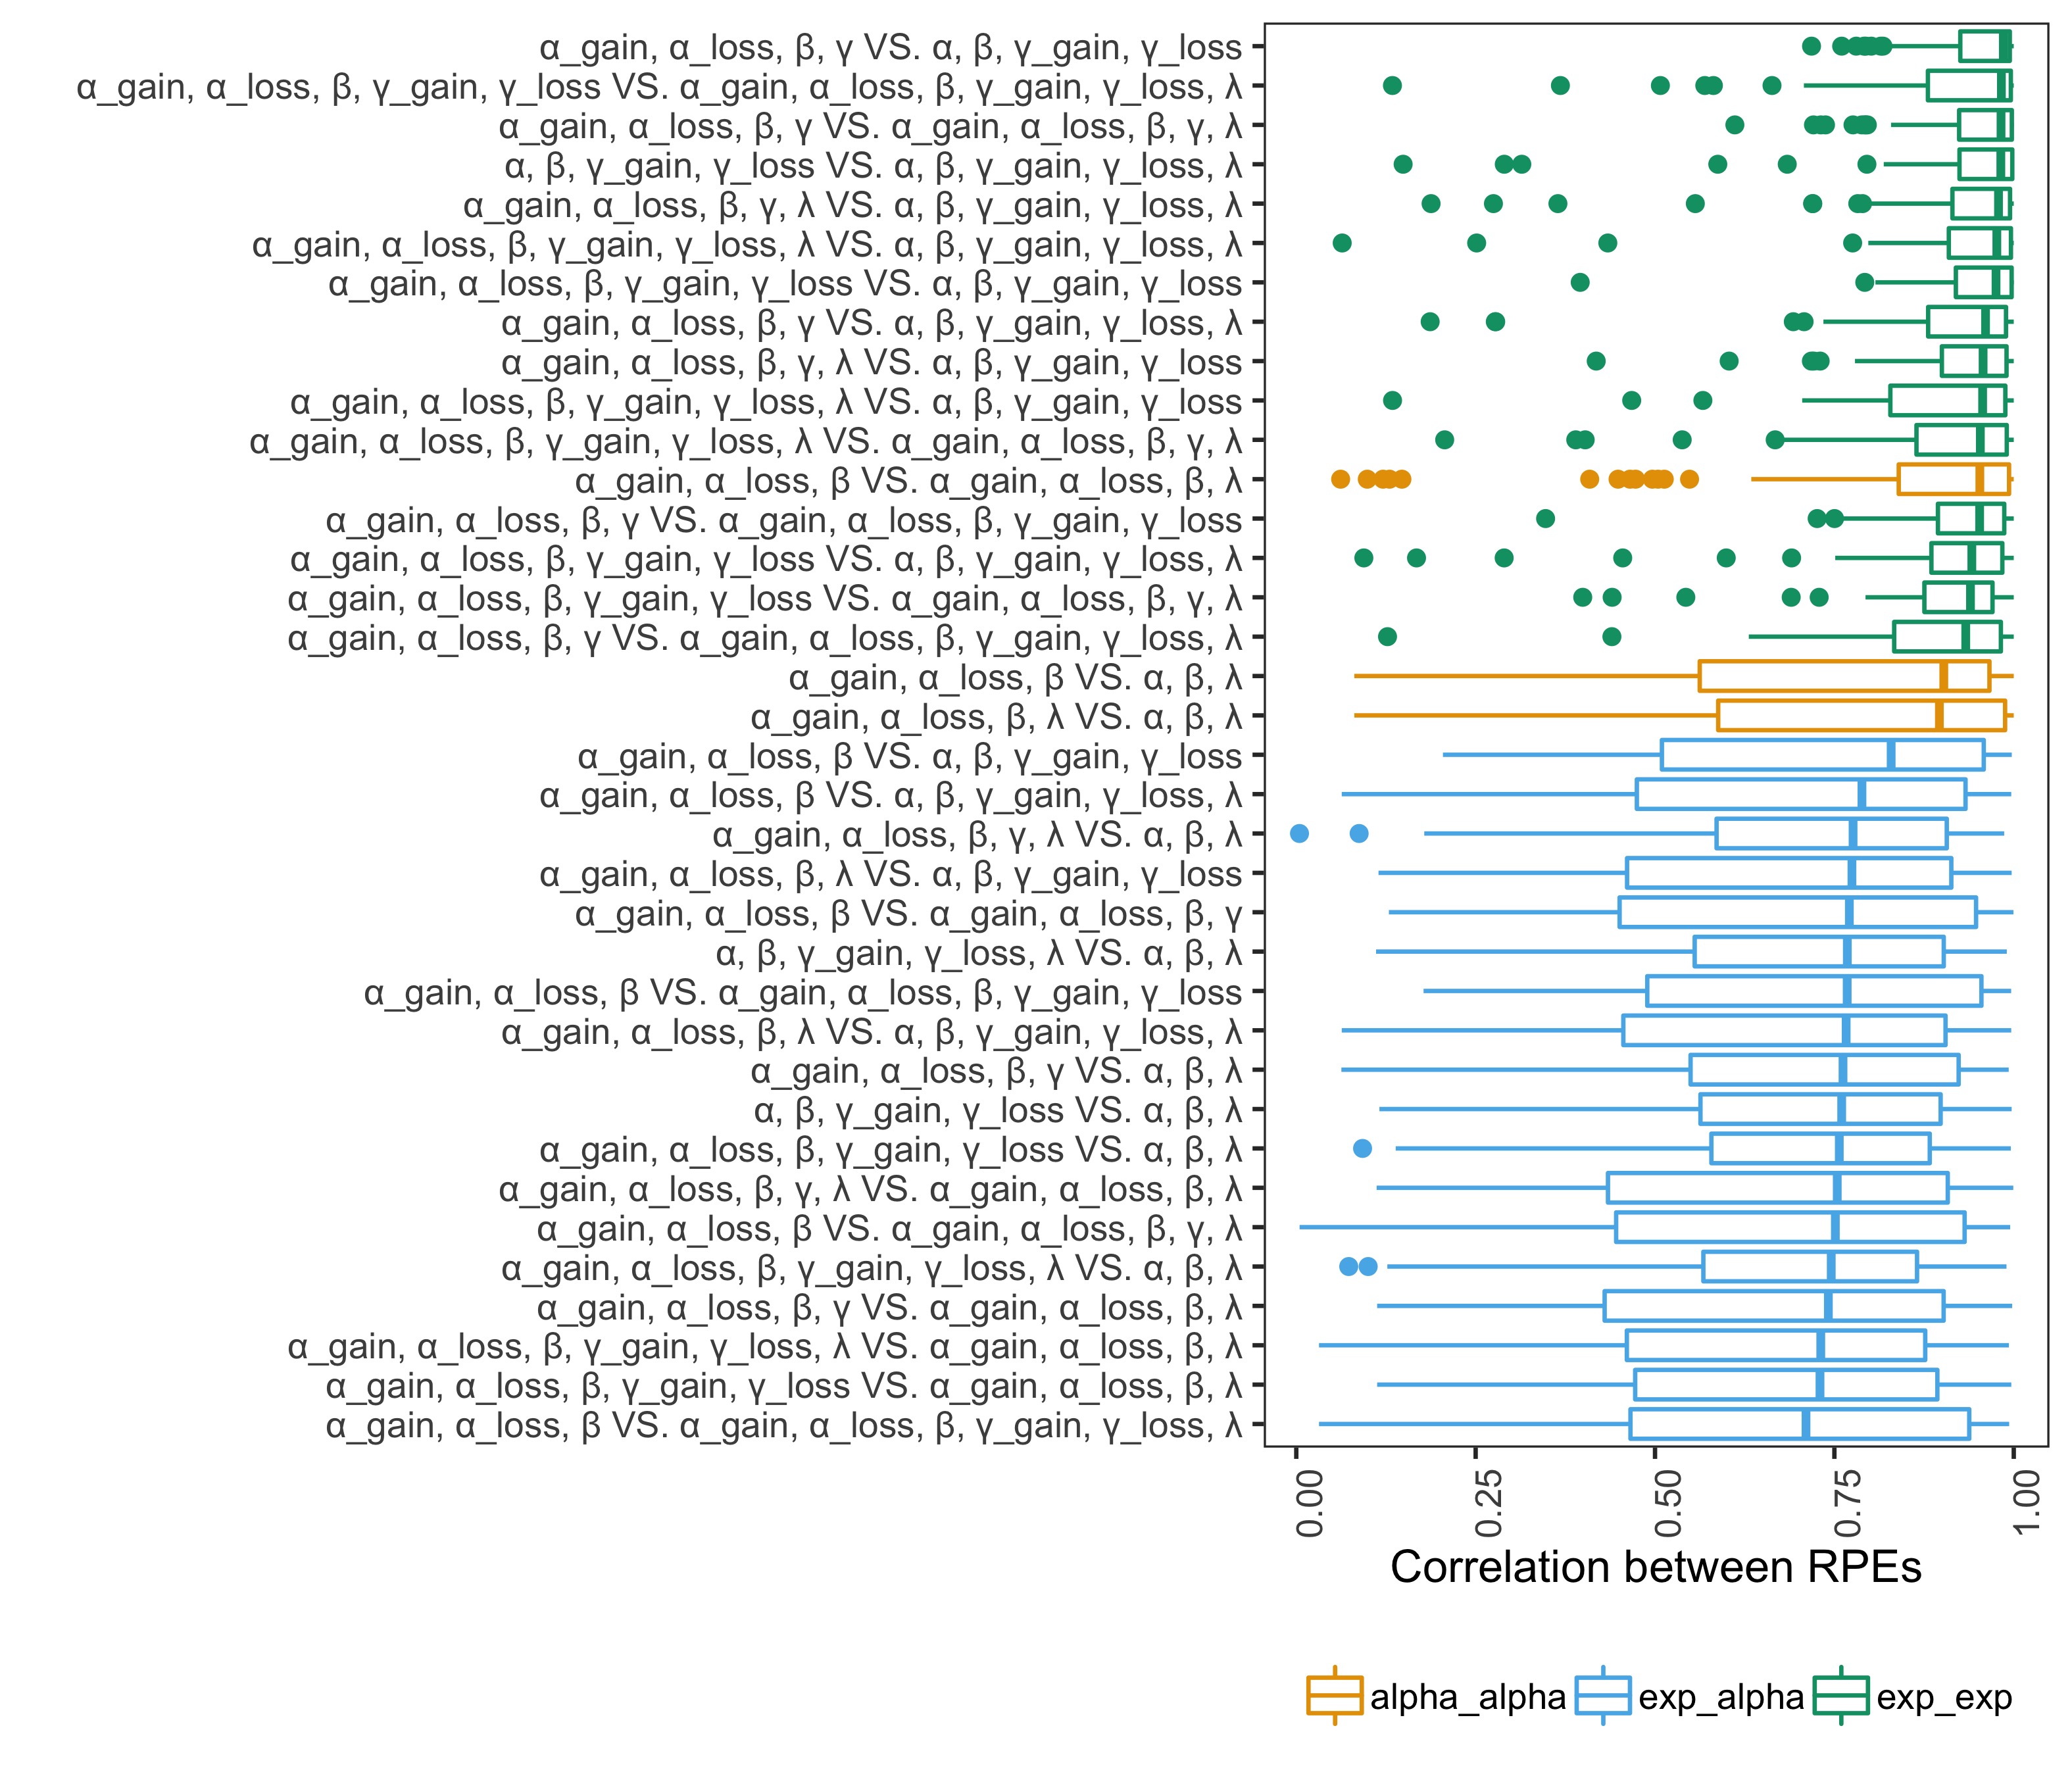 α_gain, α_loss, β, γ VS. α, β, γ_gain, γ_loss
α_gain, α_loss, β, γ_gain, γ_loss VS. α_gain, α_loss, β, γ_gain, γ_loss, λ
α_gain, α_loss, β, γ VS. α_gain, α_loss, β, γ, λ
α, β, γ_gain, γ_loss VS. α, β, γ_gain, γ_loss, λ
α_gain, α_loss, β, γ, λ VS. α, β, γ_gain, γ_loss, λ
α_gain, α_loss, β, γ_gain, γ_loss, λ VS. α, β, γ_gain, γ_loss, λ
α_gain, α_loss, β, γ_gain, γ_loss VS. α, β, γ_gain, γ_loss
α_gain, α_loss, β, γ VS. α, β, γ_gain, γ_loss, λ
α_gain, α_loss, β, γ, λ VS. α, β, γ_gain, γ_loss
α_gain, α_loss, β, γ_gain, γ_loss, λ VS. α, β, γ_gain, γ_loss
α_gain, α_loss, β, γ_gain, γ_loss, λ VS. α_gain, α_loss, β, γ, λ
α_gain, α_loss, β VS. α_gain, α_loss, β, λ
α_gain, α_loss, β, γ VS. α_gain, α_loss, β, γ_gain, γ_loss
α_gain, α_loss, β, γ_gain, γ_loss VS. α, β, γ_gain, γ_loss, λ
α_gain, α_loss, β, γ_gain, γ_loss VS. α_gain, α_loss, β, γ, λ
α_gain, α_loss, β, γ VS. α_gain, α_loss, β, γ_gain, γ_loss, λ
α_gain, α_loss, β VS. α, β, λ
α_gain, α_loss, β, λ VS. α, β, λ
α_gain, α_loss, β VS. α, β, γ_gain, γ_loss
α_gain, α_loss, β VS. α, β, γ_gain, γ_loss, λ
α_gain, α_loss, β, γ, λ VS. α, β, λ
α_gain, α_loss, β, λ VS. α, β, γ_gain, γ_loss
α_gain, α_loss, β VS. α_gain, α_loss, β, γ
α, β, γ_gain, γ_loss, λ VS. α, β, λ
α_gain, α_loss, β VS. α_gain, α_loss, β, γ_gain, γ_loss
α_gain, α_loss, β, λ VS. α, β, γ_gain, γ_loss, λ
α_gain, α_loss, β, γ VS. α, β, λ
α, β, γ_gain, γ_loss VS. α, β, λ
α_gain, α_loss, β, γ_gain, γ_loss VS. α, β, λ
α_gain, α_loss, β, γ, λ VS. α_gain, α_loss, β, λ
α_gain, α_loss, β VS. α_gain, α_loss, β, γ, λ
α_gain, α_loss, β, γ_gain, γ_loss, λ VS. α, β, λ
α_gain, α_loss, β, γ VS. α_gain, α_loss, β, λ
α_gain, α_loss, β, γ_gain, γ_loss, λ VS. α_gain, α_loss, β, λ
α_gain, α_loss, β, γ_gain, γ_loss VS. α_gain, α_loss, β, λ
α_gain, α_loss, β VS. α_gain, α_loss, β, γ_gain, γ_loss, λ
0.00
0.25
0.50
0.75
1.00
Correlation between RPEs
alpha_alpha exp_alpha exp_exp